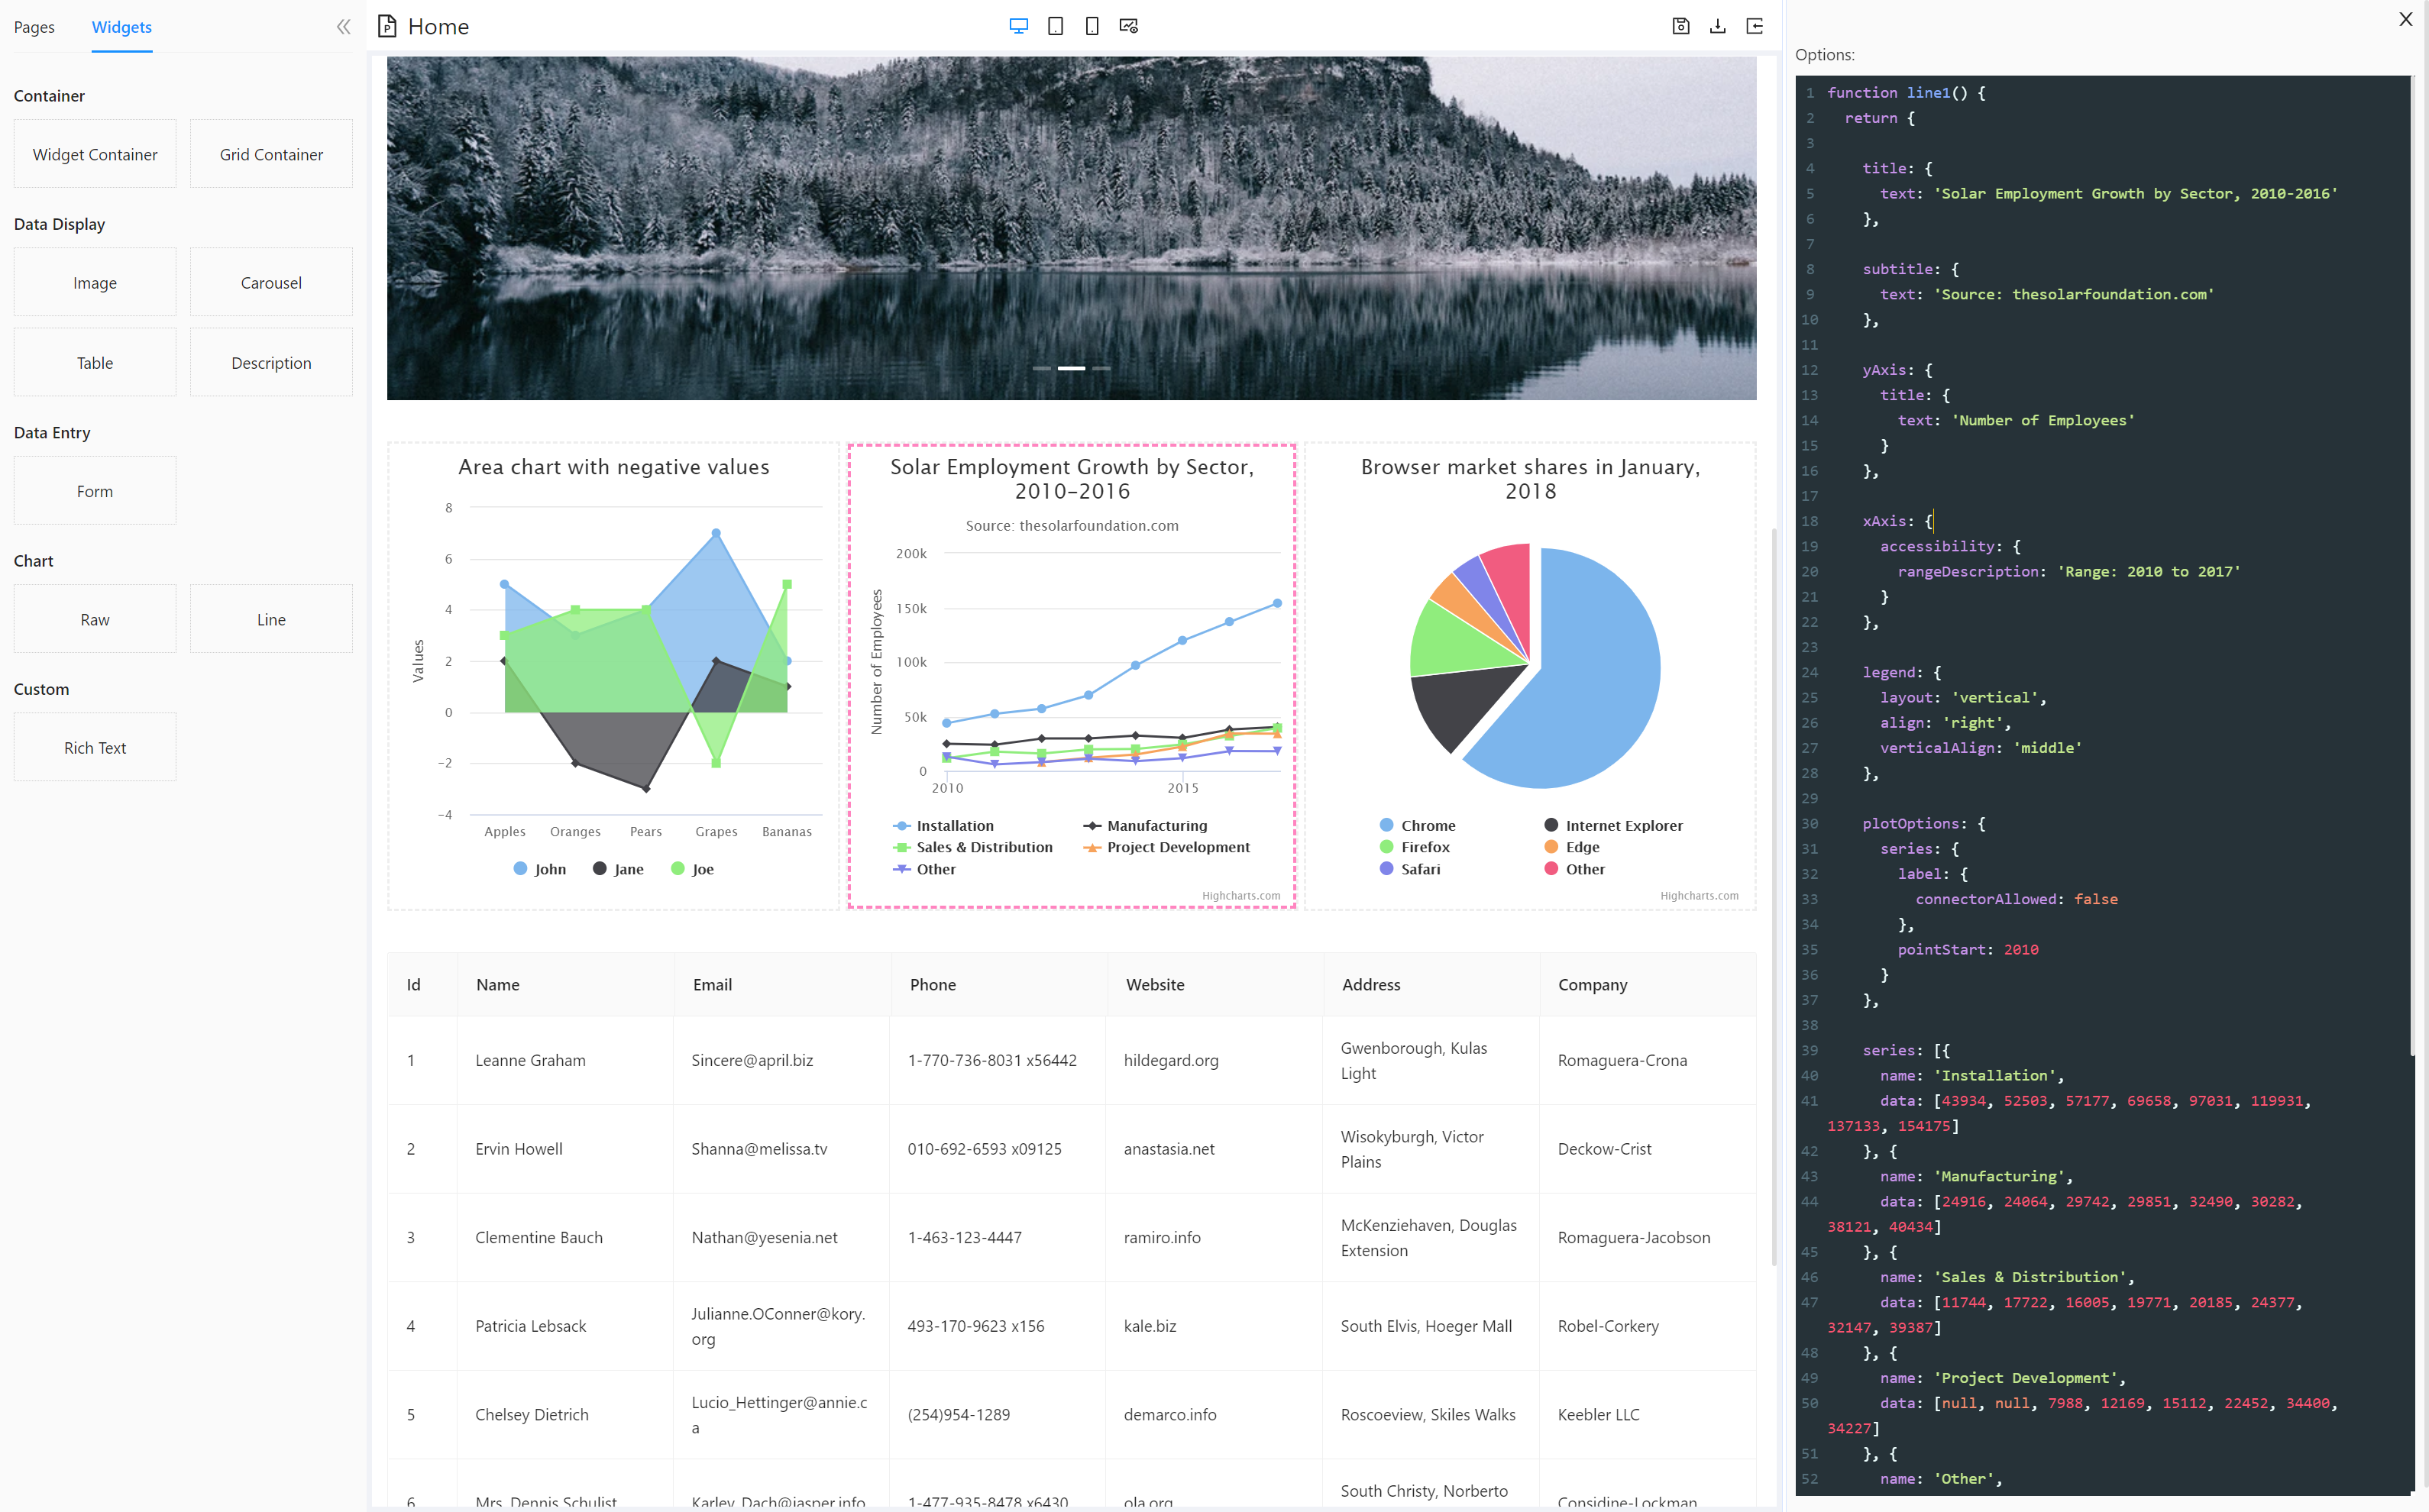 Pages
Widgets
Container
Widget Container
Grid Container
Data Display
Image
Carousel
Table
Description
Data Entry
Form
Chart
Raw
Line
Custom
Rich Text
Home
Area chart with negative values
Values
8
6
4
2
0
−2
−4
Apples
Oranges
Pears
Grapes
Bananas
John
Jane
Joe
Solar Employment Growth by Sector,
2010-2016
Source: thesolarfoundation.com
Number of Employees
200k
150k
100k
50k
0
2010
2015
Installation
Manufacturing
Sales & Distribution
Project Development
Other
Highcharts.com
Browser market shares in January,
2018
Chrome
Internet Explorer
Firefox
Edge
Safari
Other
Highcharts.com
Id Name Email Phone Website Address Company
1 Leanne Graham Sincere@april.biz 1-770-736-8031 x56442 hildegard.org Gwenborough, Kulas
Light Romaguera-Crona
2 Ervin Howell Shanna@melissa.tv 010-692-6593 x09125 anastasia.net Wisokyburgh, Victor
Plains Deckow-Crist
3 Clementine Bauch Nathan@yesenia.net 1-463-123-4447 ramiro.info McKenziehaven, Douglas
Extension Romaguera-Jacobson
4 Patricia Lebsack Julianne.OConner@kory.
org 493-170-9623 x156 kale.biz South Elvis, Hoeger Mall Robel-Corkery
5 Chelsey Dietrich Lucio_Hettinger@annie.c
a (254)954-1289 demarco.info Roscoeview, Skiles Walks Keebler LLC
6 Mrs. Dennis Schulist Karley_Dach@jasper.info 1-477-935-8478 x6430 ola.org South Christy, Norberto
Considine-Lockman
Options:
1 function line1() {
2 return {
3
4 title: {
5 text: 'Solar Employment Growth by Sector, 2010-2016'
6 },
7
8 subtitle: {
9 text: 'Source: thesolarfoundation.com'
10 },
11
12 yAxis: {
13 title: {
14 text: 'Number of Employees'
15 }
16 },
17
18 xAxis: {
19 accessibility: {
20 rangeDescription: 'Range: 2010 to 2017'
21 }
22 },
23
24 legend: {
25 layout: 'vertical',
26 align: 'right',
27 verticalAlign: 'middle'
28 },
29
30 plotOptions: {
31 series: {
32 label: {
33 connectorAllowed: false
34 },
35 pointStart: 2010
36 }
37 },
38
39 series: [{
40 name: 'Installation',
41 data: [43934, 52503, 57177, 69658, 97031, 119931,
137133, 154175]
42 }, {
43 name: 'Manufacturing',
44 data: [24916, 24064, 29742, 29851, 32490, 30282,
38121, 40434]
45 }, {
46 name: 'Sales & Distribution',
47 data: [11744, 17722, 16005, 19771, 20185, 24377,
32147, 39387]
48 }, {
49 name: 'Project Development',
50 data: [null, null, 7988, 12169, 15112, 22452, 34400,
34227]
51 }, {
52 name: 'Other',